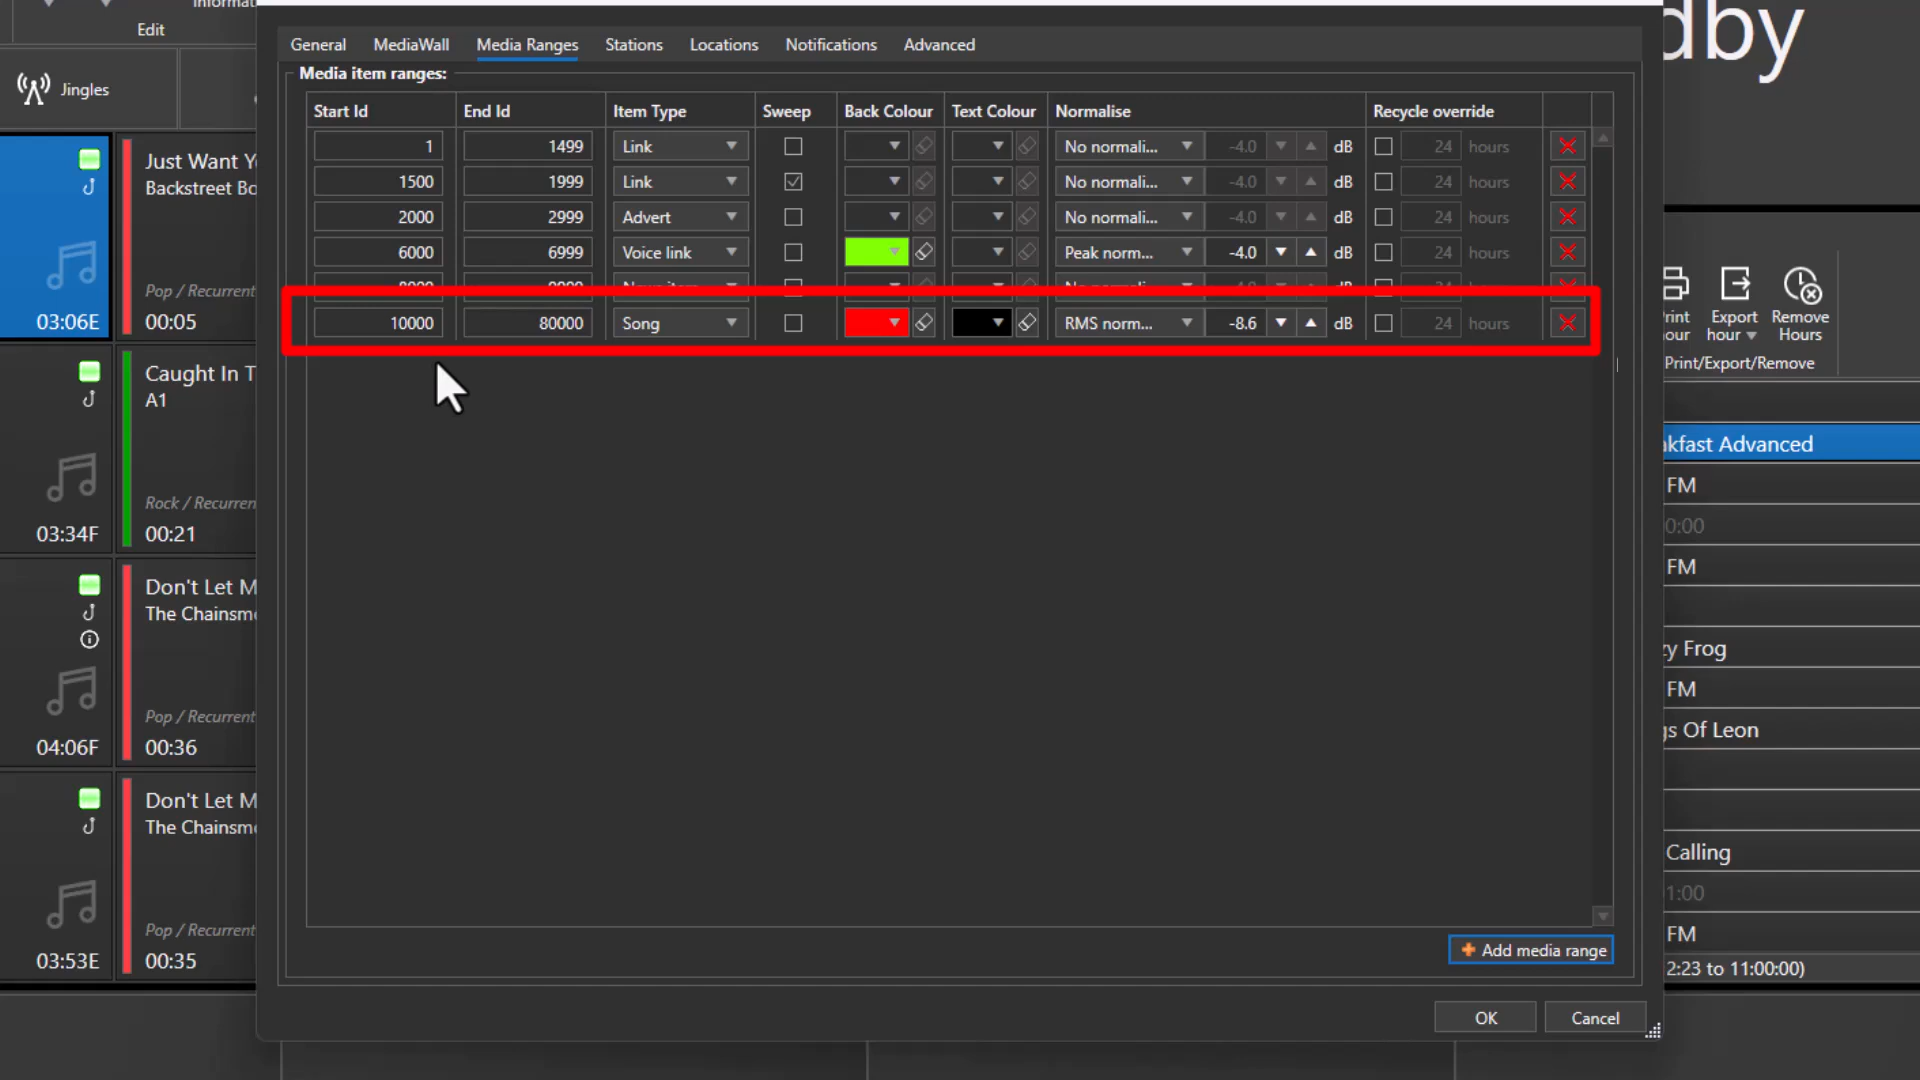 Edit
dby
General MediaWall Media Ranges Stations Locations Notifications Advanced
Media item ranges:
Jingles
Start Id End Id Item Type Sweep Back Colour Text Colour Normalise Recycle override
1 1499 Link No normali... -4.0 dB 24 hours
1500 1999 Link No normali... -4.0 dB 24 hours
2000 2999 Advert No normali... -4.0 dB 24 hours
6000 6999 Voice link Peak norm... -4.0 dB 24 hours
10000 80000 Song RMS norm... -8.6 dB 24 hours
Just Want Y
Backstreet Bo
Pop / Recurrent
03:06E 00:05
Export hour
Remove Hours
Print/Export/Remove
Caught In T
A1
Rock / Recurren
03:34F 00:21
Don't Let M
The Chainsm
Pop / Recurrent
04:06F 00:36
Don't Let M
The Chainsm
Pop / Recurrent
03:53E 00:35
kfast Advanced
FM
0:00
FM
y Frog
FM
s Of Leon
Calling
1:00
FM
2:23 to 11:00:00)
Add media range
OK Cancel